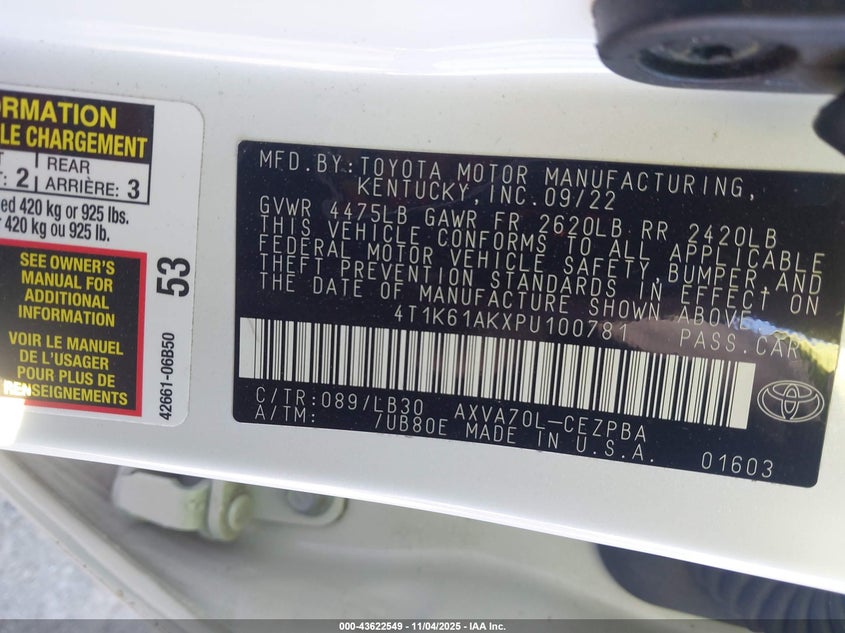 ORMATION
LE CHARGEMENT
T REAR
: 2 ARRIÈRE: 3
ed 420 kg or 925 lbs.
r 420 kg ou 925 lb.
SEE OWNER'S
MANUAL FOR
ADDITIONAL
INFORMATION
VOIR LE MANUEL
DE L'USAGER
POUR PLUS DE
RENSEIGNEMENTS
53
42661-06B50
MFD.BY:TOYOTA MOTOR MANUFACTURING,
KENTUCKY,INC.09/22
GVWR 4475LB GAWR FR 2620LB RR 2420LB
THIS VEHICLE CONFORMS TO ALL APPLICABLE
FEDERAL MOTOR VEHICLE SAFETY,BUMPER,AND
THEFT PREVENTION STANDARDS IN EFFECT ON
THE DATE OF MANUFACTURE SHOWN ABOVE.
4T1K61AKXPU100781 PASS.CAR
C/TR:089/LB30 AXVA70L-CEZPBA
A/TM: /UB80E MADE IN U.S.A.
01603
000-43622549 - 11/04/2025 - IAA Inc.